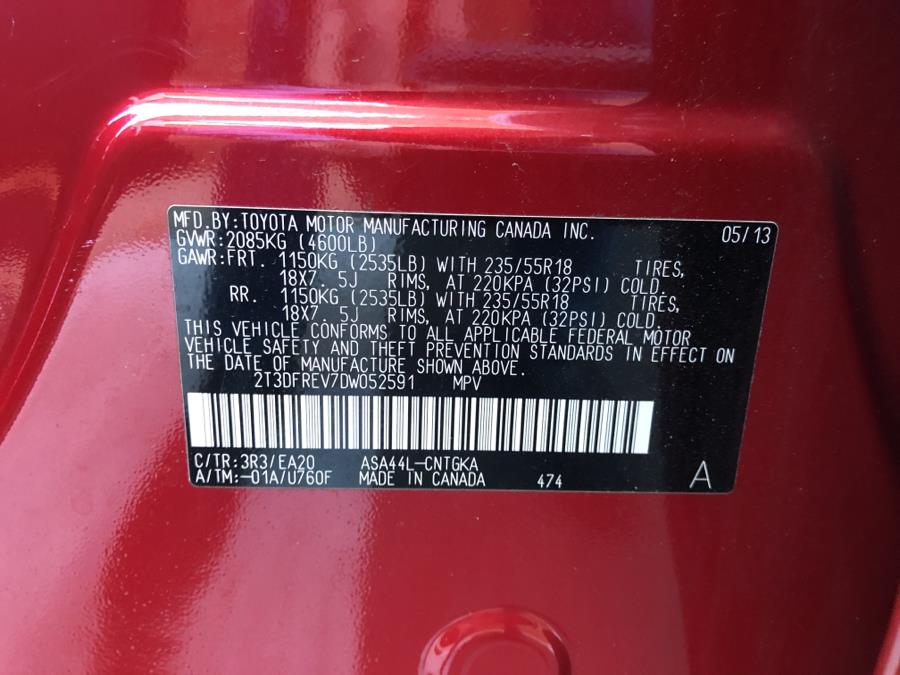 MFD.BY:TOYOTA MOTOR MANUFACTURING CANADA INC. 05/13
GVWR:2085KG (4600LB)
GAWR:FRT. 1150KG (2535LB) WITH 235/55R18 TIRES,
18X7. 5J RIMS, AT 220KPA (32PSI) COLD.
RR. 1150KG (2535LB) WITH 235/55R18 TIRES,
18X7. 5J RIMS, AT 220KPA (32PSI) COLD.
THIS VEHICLE CONFORMS TO ALL APPLICABLE FEDERAL MOTOR
VEHICLE SAFETY AND THEFT PREVENTION STANDARDS IN EFFECT ON
THE DATE OF MANUFACTURE SHOWN ABOVE.
2T3DFREV7DW052591 MPV
C/TR:3R3/EA20 ASA44L-CNTGKA
A/TM:-01A/U760F MADE IN CANADA 474 A